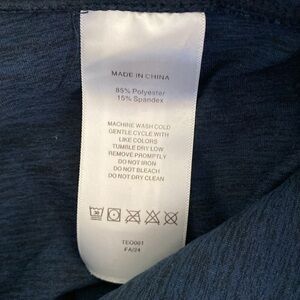 MADE IN CHINA
85% Polyester
15% Spandex
MACHINE WASH COLD
GENTLE CYCLE WITH
LIKE COLORS
TUMBLE DRY LOW
REMOVE PROMPTLY
DO NOT IRON
DO NOT BLEACH
DO NOT DRY CLEAN
TEO001
FA/24